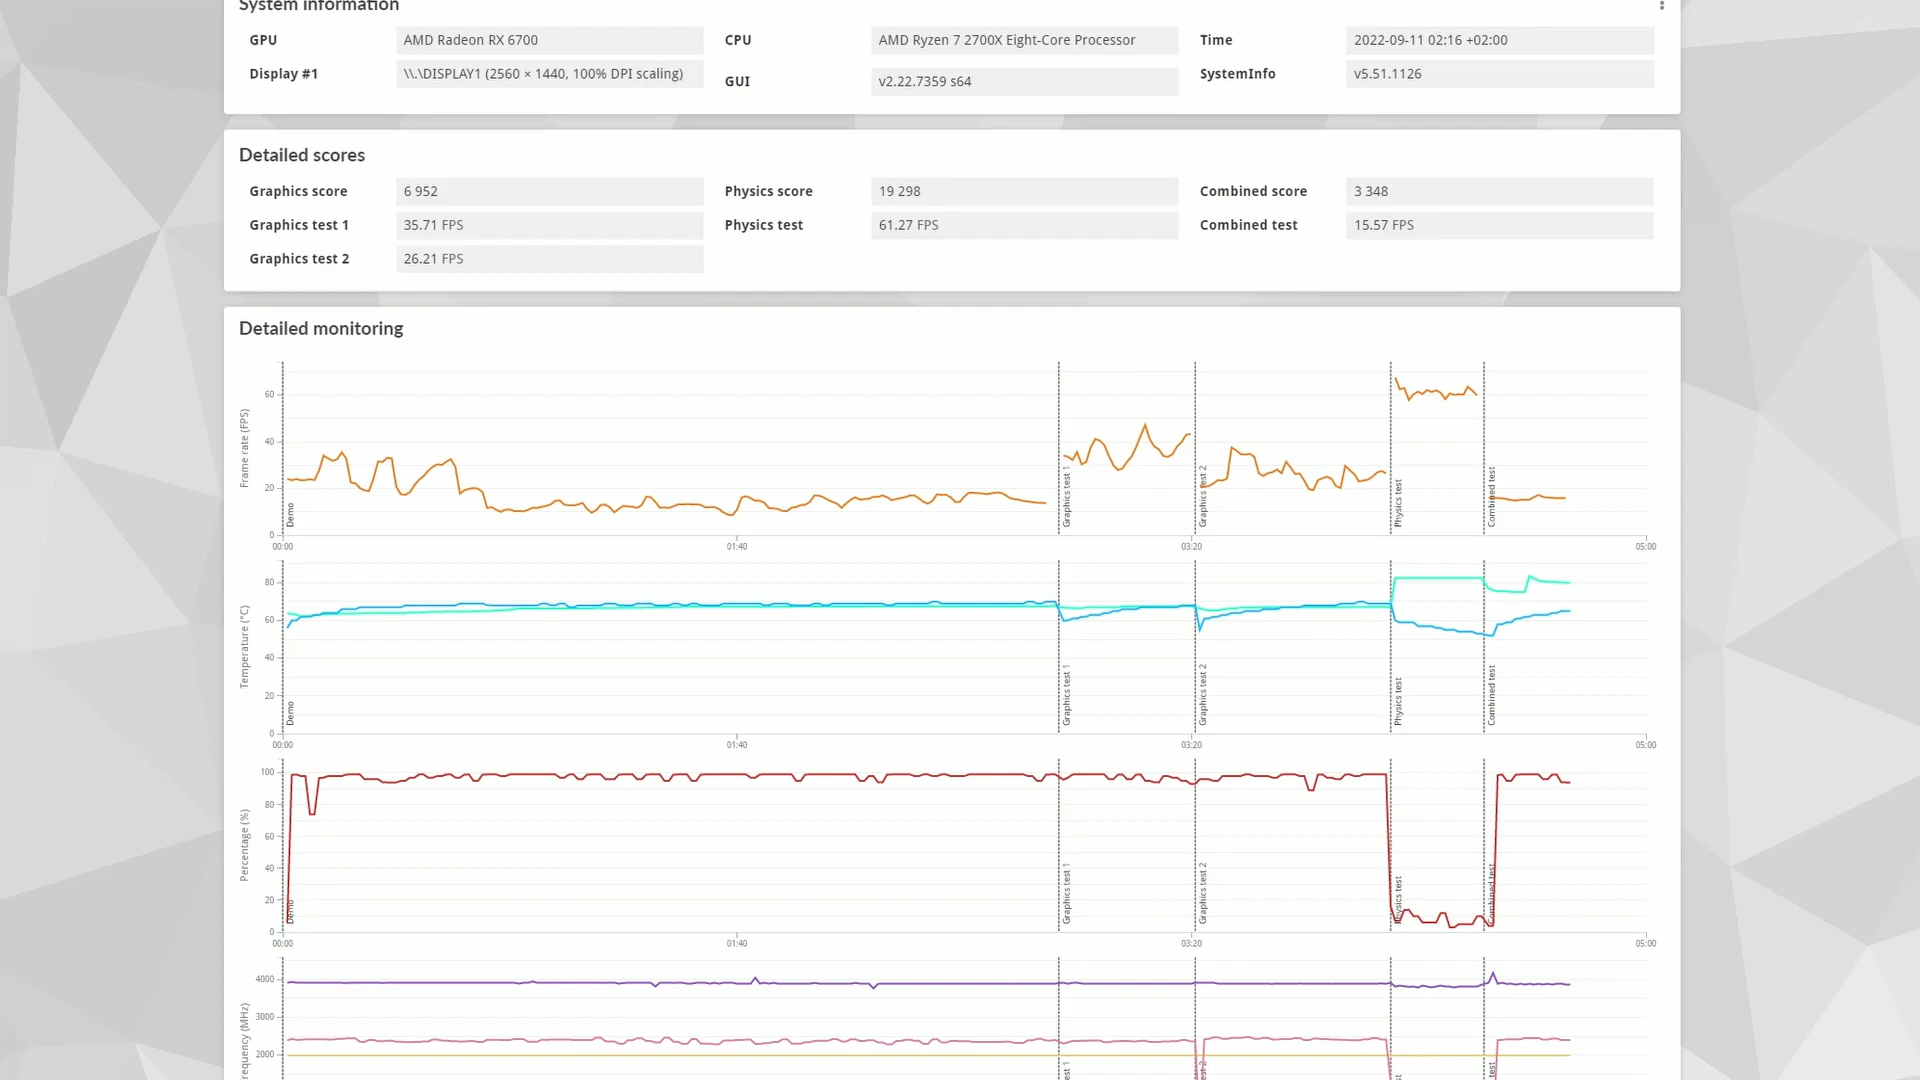 System information
GPU AMD Radeon RX 6700 CPU AMD Ryzen 7 2700X Eight-Core Processor Time 2022-09-11 02:16 +02:00
Display #1 \\.\DISPLAY1 (2560 × 1440, 100% DPI scaling) GUI v2.22.7359 s64 SystemInfo v5.51.1126
Detailed scores
Graphics score 6 952 Physics score 19 298 Combined score 3 348
Graphics test 1 35.71 FPS Physics test 61.27 FPS Combined test 15.57 FPS
Graphics test 2 26.21 FPS
Detailed monitoring
Frame rate (FPS)
60
40
20
0
Demo
Graphics test 1
Graphics test 2
Physics test
Combined test
00:00 01:40 03:20 05:00
Temperature (°C)
80
60
40
20
0
Demo
Graphics test 1
Graphics test 2
Physics test
Combined test
00:00 01:40 03:20 05:00
Percentage (%)
100
80
60
40
20
0
Demo
Graphics test 1
Graphics test 2
Physics test
Combined test
00:00 01:40 03:20 05:00
4000
3000
2000
(MHz)